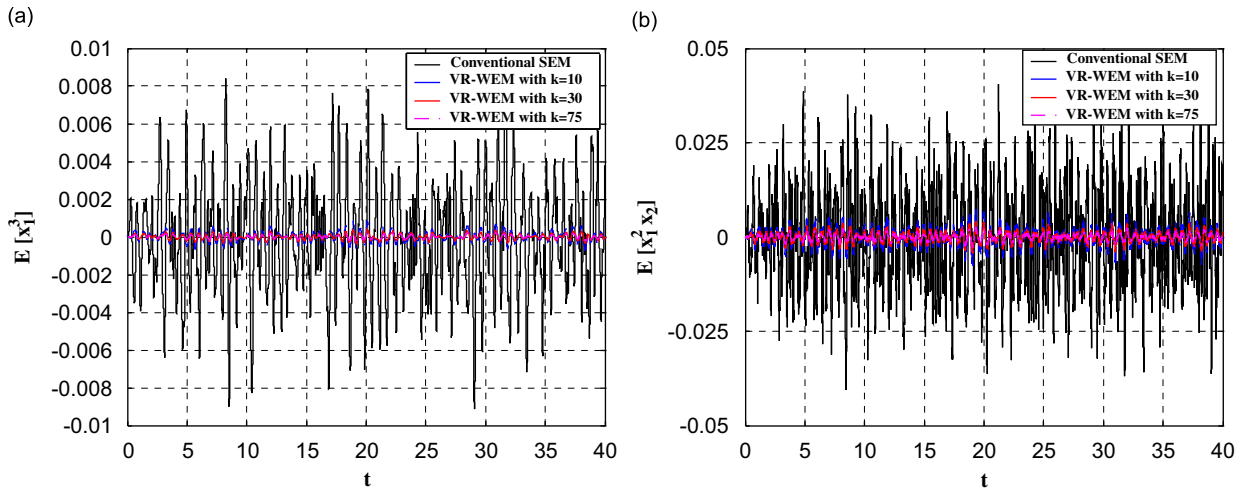 (a)
0.01
0.008
0.006
0.004
0.002
0
-0.002
-0.004
-0.006
-0.008
-0.01
E [x₁³]
Conventional SEM
VR-WEM with k=10
VR-WEM with k=30
VR-WEM with k=75
0 5 10 15 20 25 30 35 40
t
(b)
0.05
0.025
0
-0.025
-0.05
E [x₁² x₂]
Conventional SEM
VR-WEM with k=10
VR-WEM with k=30
VR-WEM with k=75
0 5 10 15 20 25 30 35 40
t